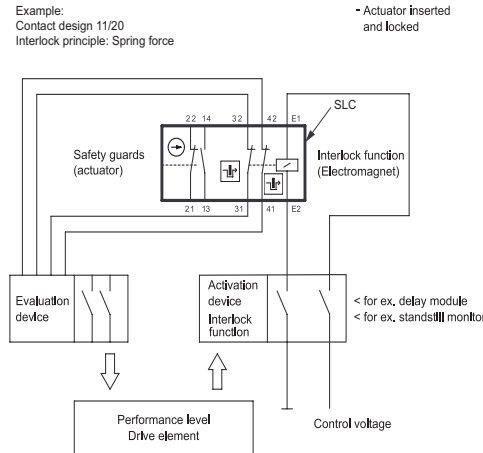 Example:
Contact design 11/20
Interlock principle: Spring force
- Actuator inserted
and locked
22 14 32 42 E1
SLC
Safety guards
(actuator)
Interlock function
(Electromagnet)
21 13 31 41 E2
Evaluation
device
Activation
device
Interlock
function
< for ex. delay module
< for ex. standstill monitor
Performance level
Drive element
Control voltage